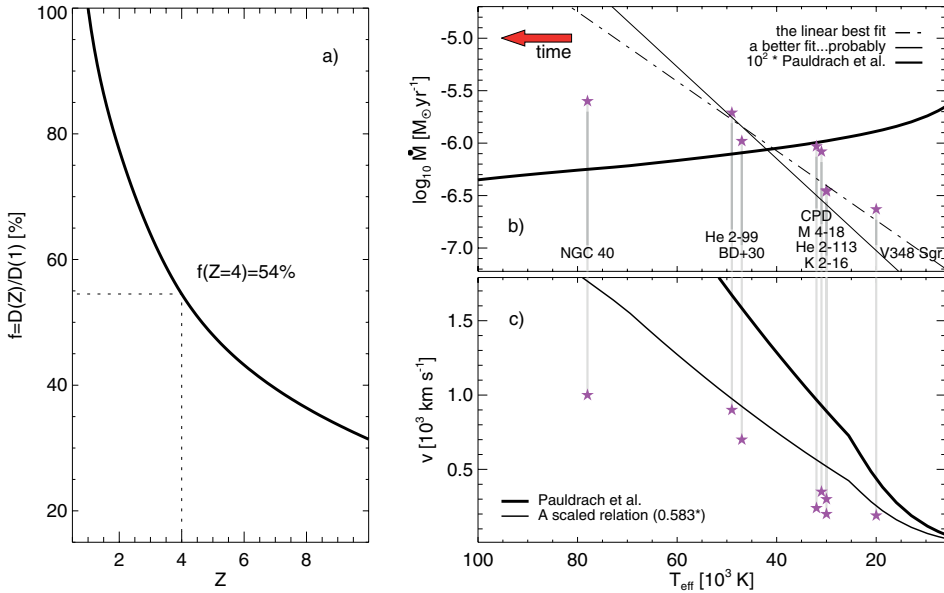 a)
100
80
60
40
20
f=D(Z)/D(1) [%]
f(Z=4)=54%
2
4
6
8
Z
b)
time
the linear best fit
a better fit...probably
10² * Pauldrach et al.
-5.0
-5.5
-6.0
-6.5
-7.0
log₁₀ Ṁ [M⊙yr⁻¹]
NGC 40
He 2-99
BD+30
CPD
M 4-18
He 2-113
K 2-16
V348 Sgr
c)
1.5
1.0
0.5
v [10³ km s⁻¹]
Pauldrach et al.
A scaled relation (0.583*)
100
80
60
40
20
T_eff [10³ K]